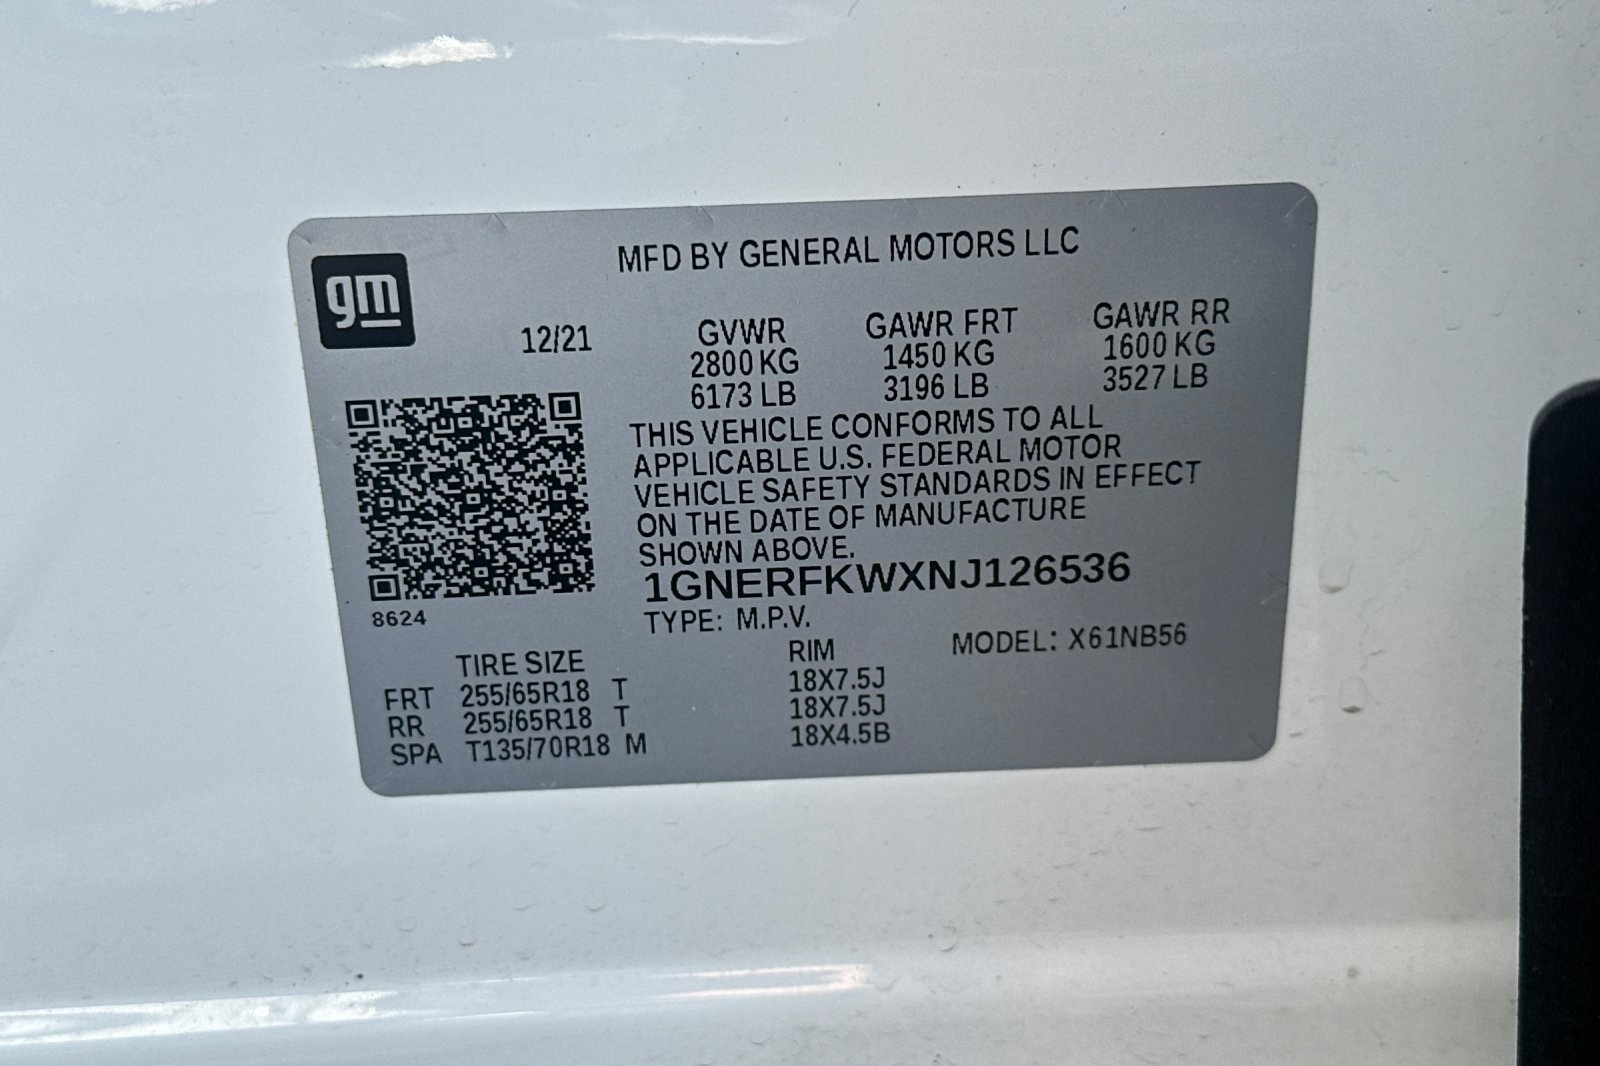 MFD BY GENERAL MOTORS LLC
gm
12/21 GVWR GAWR FRT GAWR RR
2800 KG 1450 KG 1600 KG
6173 LB 3196 LB 3527 LB
THIS VEHICLE CONFORMS TO ALL
APPLICABLE U.S. FEDERAL MOTOR
VEHICLE SAFETY STANDARDS IN EFFECT
ON THE DATE OF MANUFACTURE
SHOWN ABOVE.
1GNERFKWXNJ126536
8624
TYPE: M.P.V.
MODEL: X61NB56
TIRE SIZE RIM
FRT 255/65R18 T 18X7.5J
RR 255/65R18 T 18X7.5J
SPA T135/70R18 M 18X4.5B